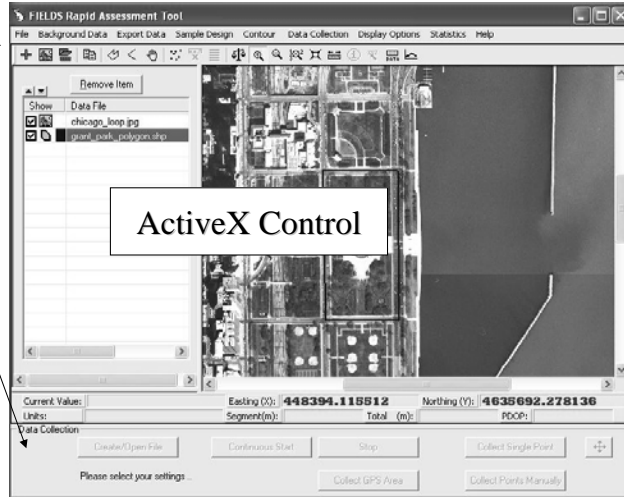 FIELDS Rapid Assessment Tool
File Background Data Export Data Sample Design Contour Data Collection Display Options Statistics Help
Remove Item
Show Data File
chicago_loop.jpg
grant_park_polygon.shp
ActiveX Control
Current Value: Easting (X): 448394.115512 Northing (Y): 4635692.278136
Units: Segment(m): Total (m): PDOP:
Data Collection
Create/Open File Continuous Start Stop Collect Single Point
Please select your settings... Collect GPS Area Collect Points Manually